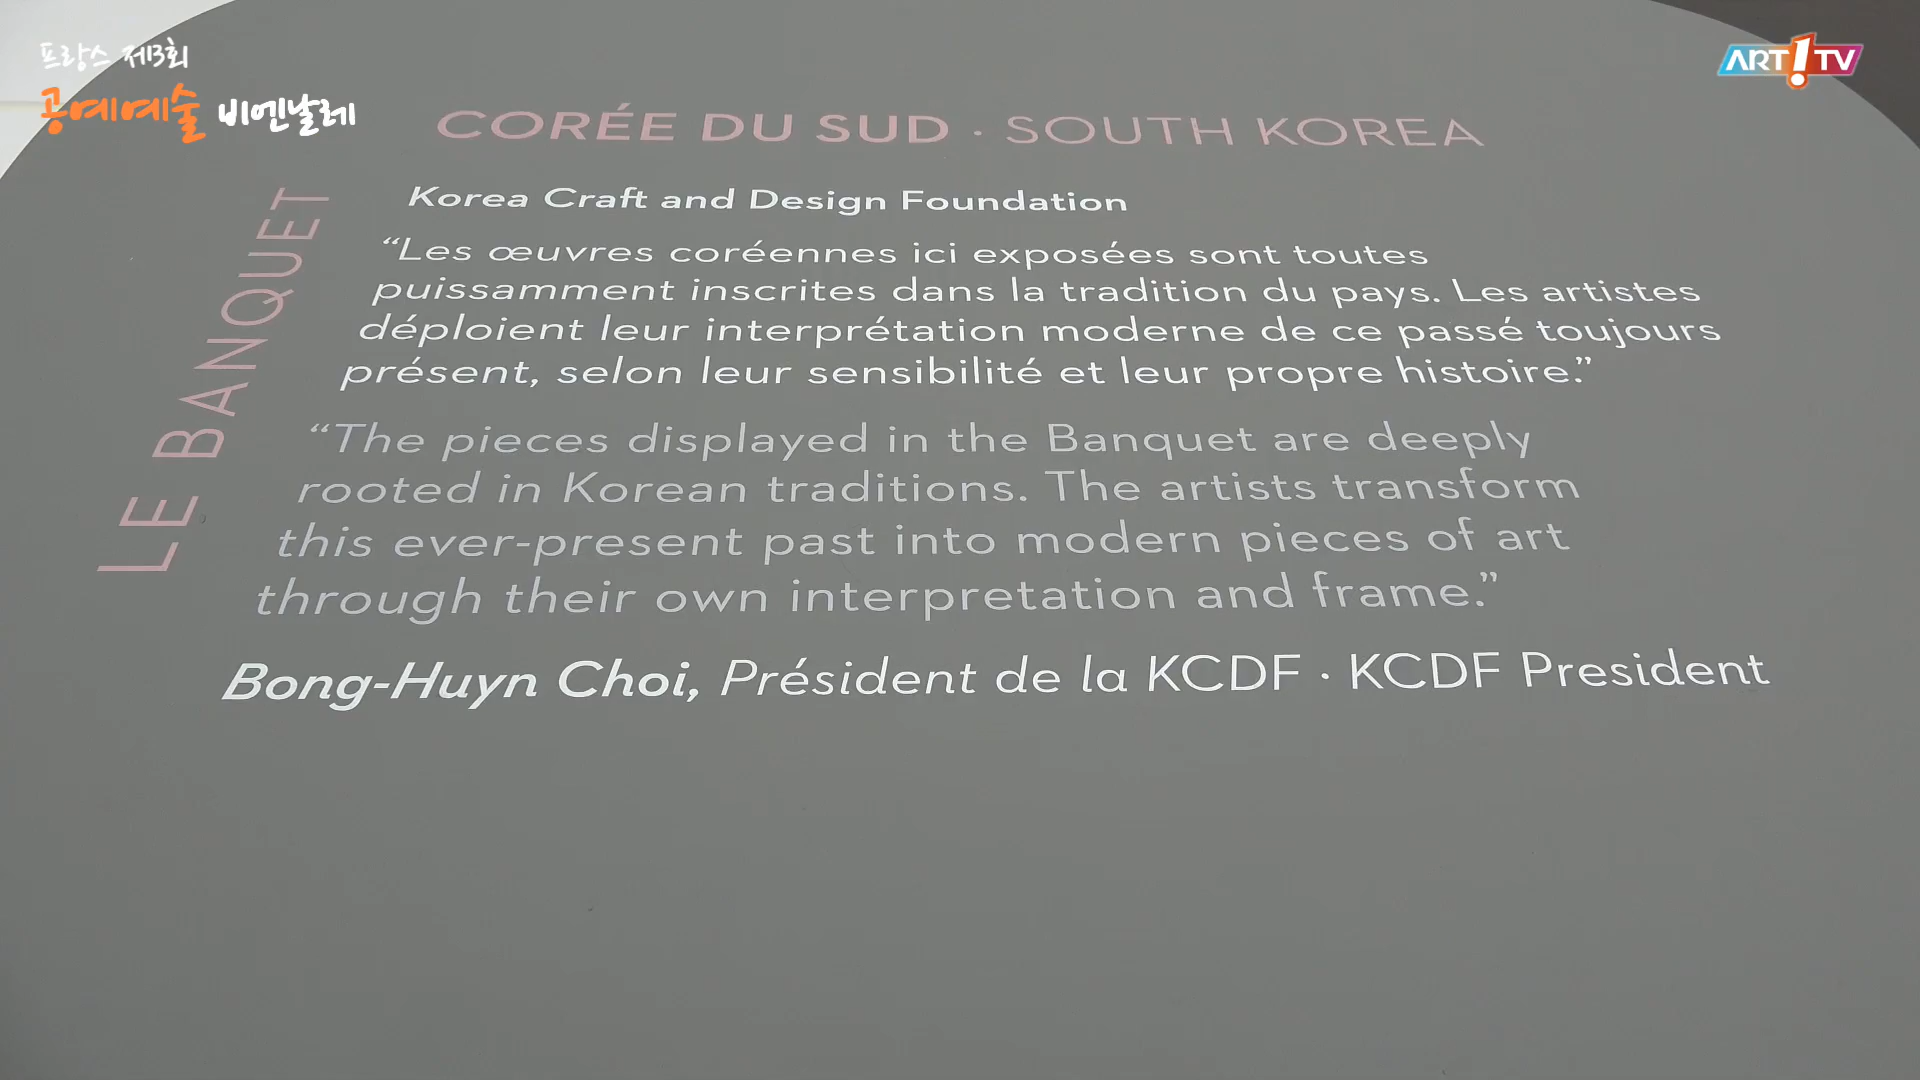 프랑스 제3회
공예예술 비엔날레
ART!TV
CORÉE DU SUD · SOUTH KOREA
LE BANQUET
Korea Craft and Design Foundation
“Les œuvres coréennes ici exposées sont toutes
puissamment inscrites dans la tradition du pays. Les artistes
déploient leur interprétation moderne de ce passé toujours
présent, selon leur sensibilité et leur propre histoire.”
“The pieces displayed in the Banquet are deeply
rooted in Korean traditions. The artists transform
this ever-present past into modern pieces of art
through their own interpretation and frame.”
Bong-Huyn Choi, Président de la KCDF · KCDF President